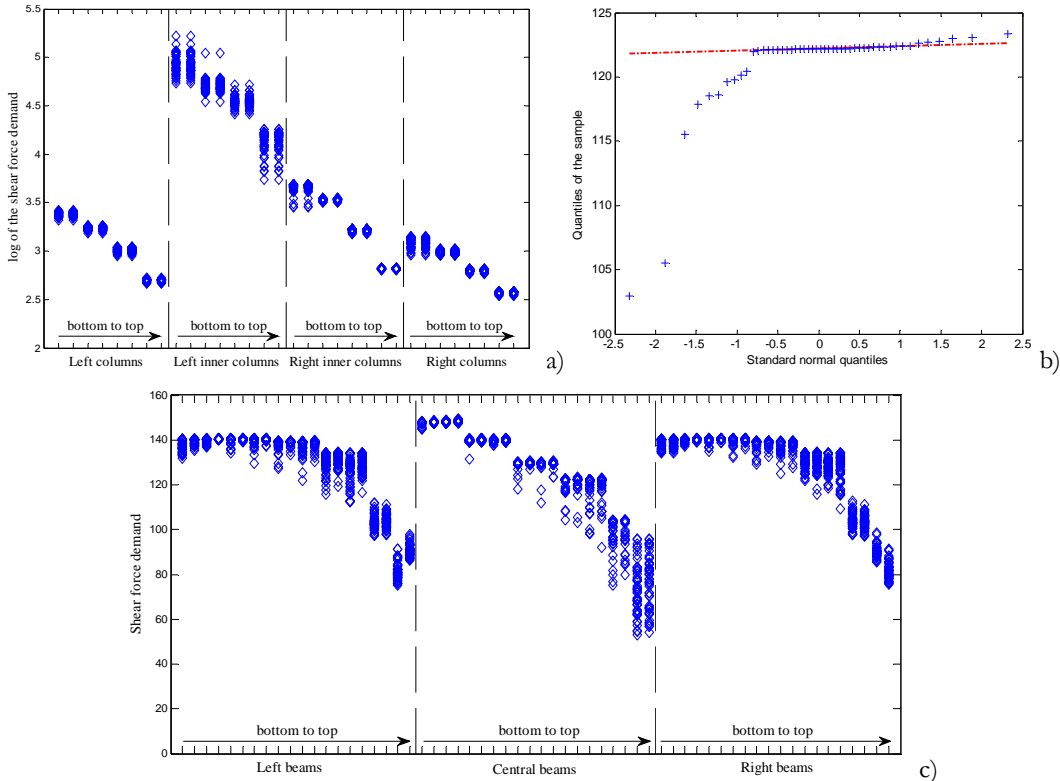 5.5
5
4.5
4
3.5
3
2.5
2
log of the shear force demand
bottom to top
bottom to top
bottom to top
bottom to top
Left columns
Left inner columns
Right inner columns
Right columns
a)
125
120
115
110
105
100
Quantiles of the sample
-2.5 -2 -1.5 -1 -0.5 0 0.5 1 1.5 2 2.5
Standard normal quantiles
b)
160
140
120
100
80
60
40
20
0
Shear force demand
bottom to top
bottom to top
bottom to top
Left beams
Central beams
Right beams
c)